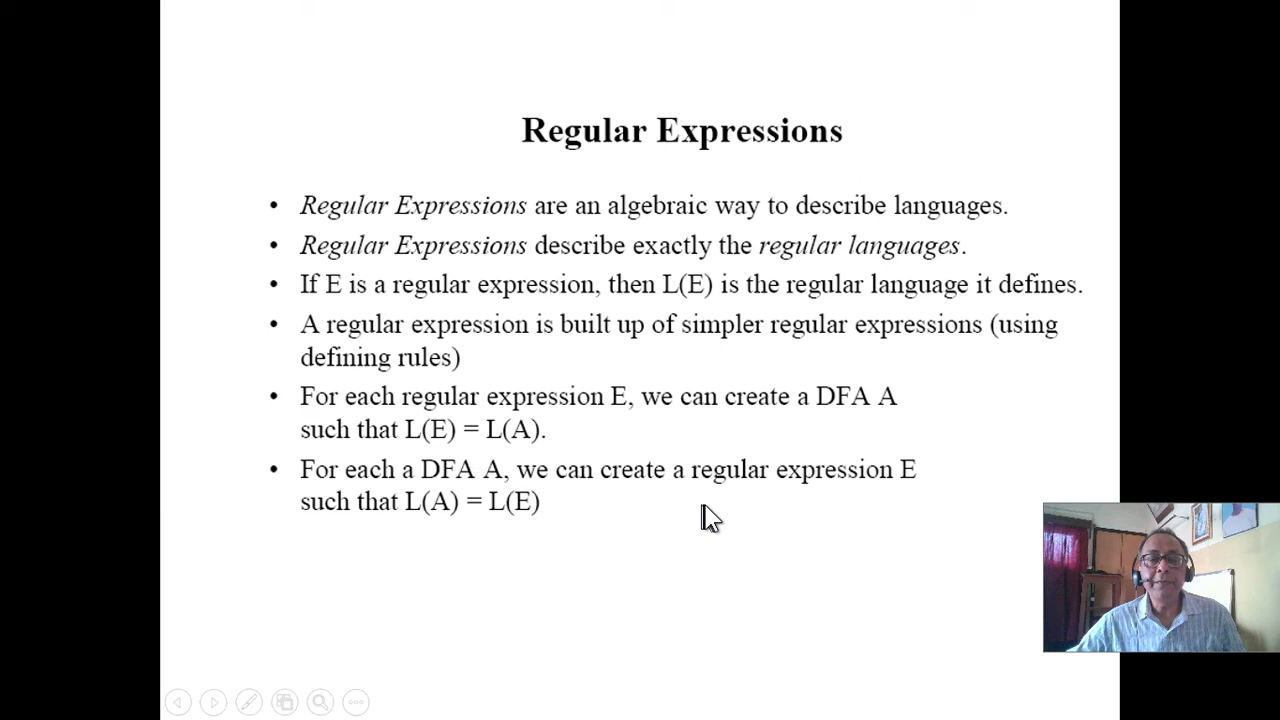 Regular Expressions
• Regular Expressions are an algebraic way to describe languages.
• Regular Expressions describe exactly the regular languages.
• If E is a regular expression, then L(E) is the regular language it defines.
• A regular expression is built up of simpler regular expressions (using
defining rules)
• For each regular expression E, we can create a DFA A
such that L(E) = L(A).
• For each a DFA A, we can create a regular expression E
such that L(A) = L(E)